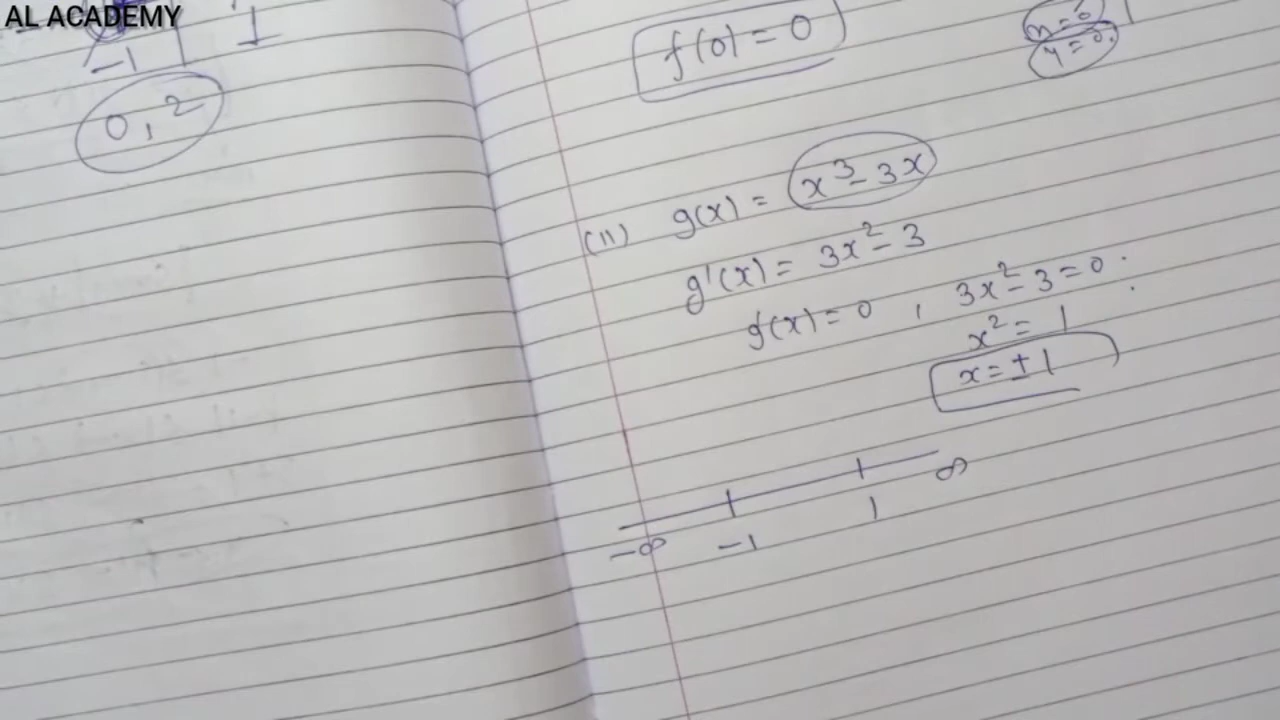 AL ACADEMY
-1 1
0, 2
f(0) = 0
x=0
y=0.
(11) g(x) = x³ - 3x
g'(x) = 3x² - 3
g'(x) = 0 , 3x² - 3 = 0.
x² = 1
x = ± 1
-∞ -1 1 ∞